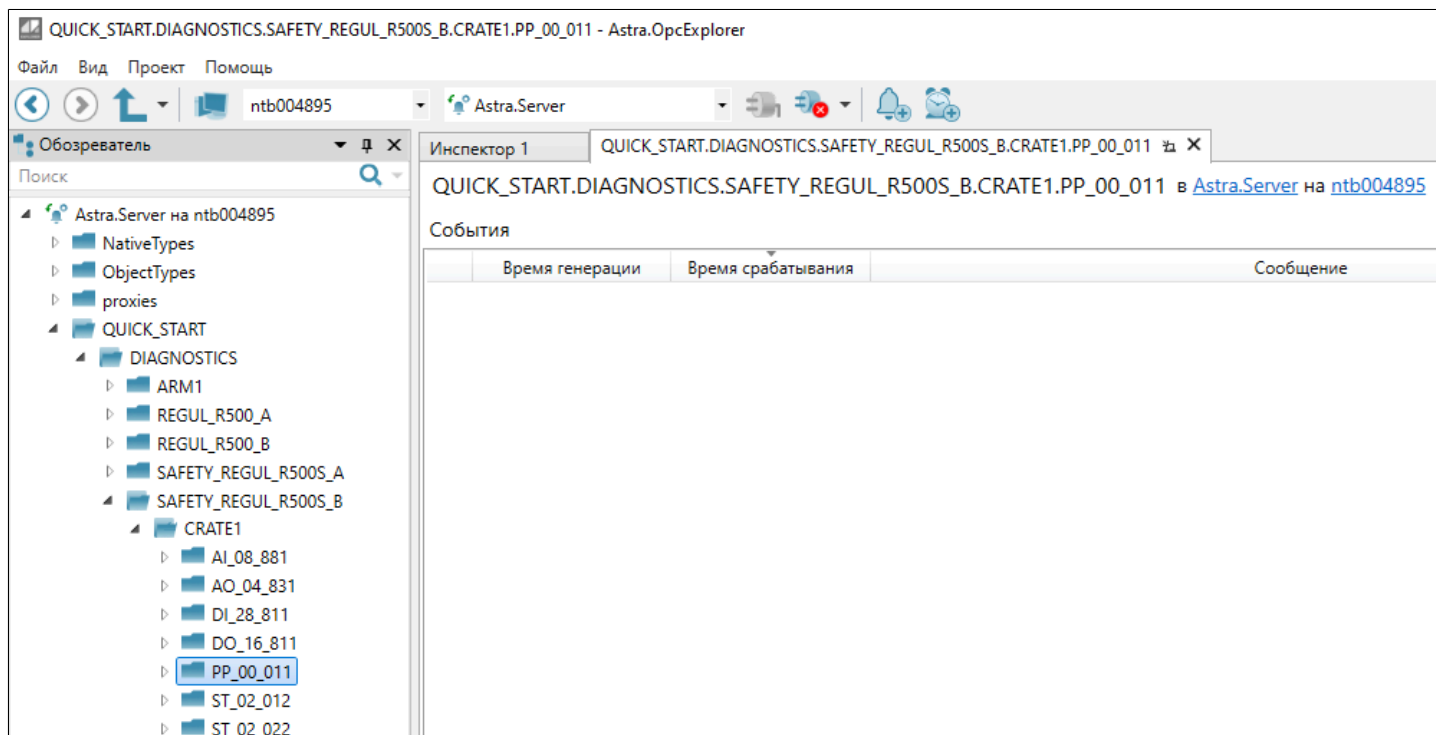 QUICK_START.DIAGNOSTICS.SAFETY_REGUL_R500S_B.CRATE1.PP_00_011 - Astra.OpcExplorer
Файл Вид Проект Помощь
ntb004895 Astra.Server
Обозреватель
Поиск
Astra.Server на ntb004895
NativeTypes
ObjectTypes
proxies
QUICK_START
DIAGNOSTICS
ARM1
REGUL_R500_A
REGUL_R500_B
SAFETY_REGUL_R500S_A
SAFETY_REGUL_R500S_B
CRATE1
AI_08_881
AO_04_831
DI_28_811
DO_16_811
PP_00_011
ST_02_012
ST_02_022
Инспектор 1 QUICK_START.DIAGNOSTICS.SAFETY_REGUL_R500S_B.CRATE1.PP_00_011
QUICK_START.DIAGNOSTICS.SAFETY_REGUL_R500S_B.CRATE1.PP_00_011 в Astra.Server на ntb004895
События
Время генерации Время срабатывания Сообщение